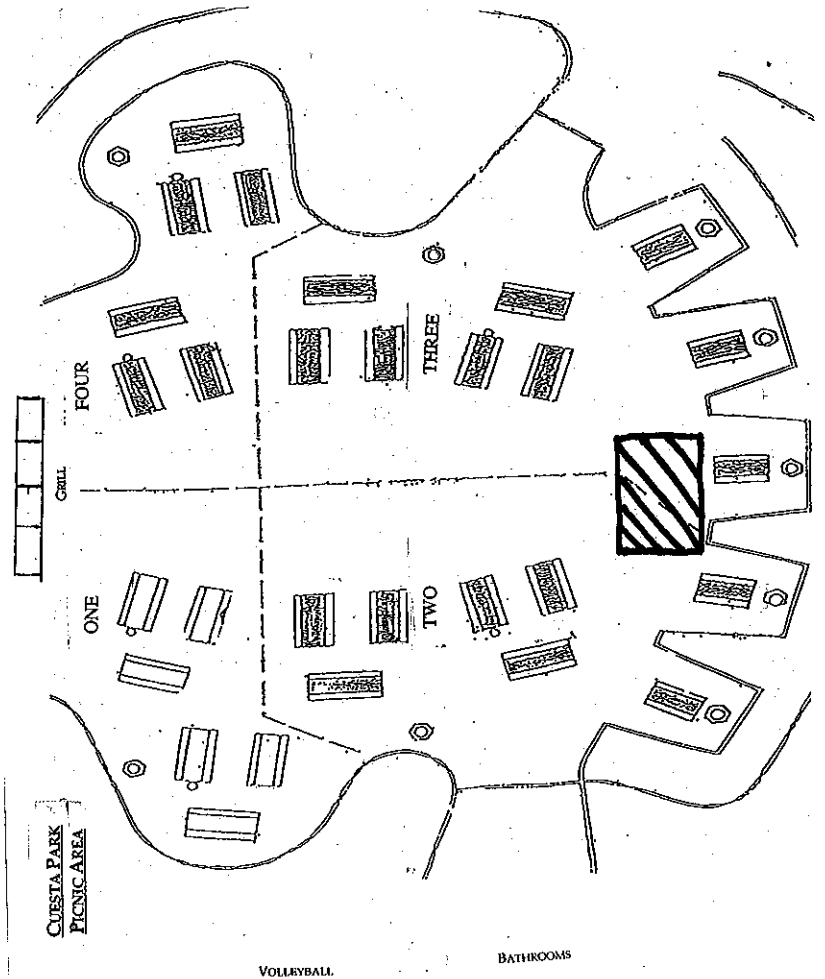 FOUR
THREE
GRILL
ONE
TWO
CUESTA PARK
PICNIC AREA
VOLLEYBALL
BATHROOMS